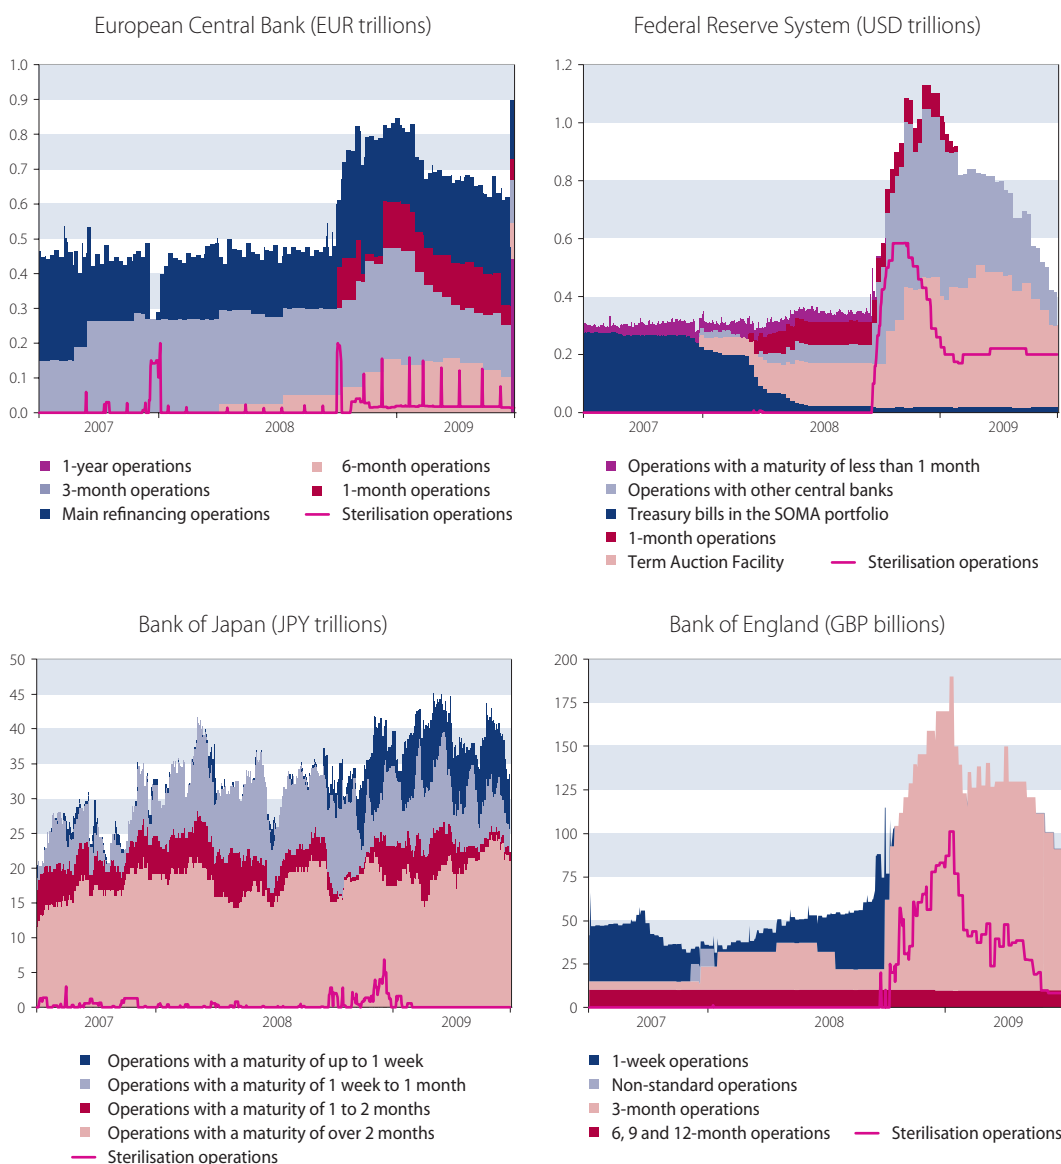 European Central Bank (EUR trillions)
1.0
0.9
0.8
0.7
0.6
0.5
0.4
0.3
0.2
0.1
0.0
2007 2008 2009
1-year operations
3-month operations
Main refinancing operations
6-month operations
1-month operations
Sterilisation operations
Federal Reserve System (USD trillions)
1.2
1.0
0.8
0.6
0.4
0.2
0.0
2007 2008 2009
Operations with a maturity of less than 1 month
Operations with other central banks
Treasury bills in the SOMA portfolio
1-month operations
Term Auction Facility
Sterilisation operations
Bank of Japan (JPY trillions)
50
45
40
35
30
25
20
15
10
5
0
2007 2008 2009
Operations with a maturity of up to 1 week
Operations with a maturity of 1 week to 1 month
Operations with a maturity of 1 to 2 months
Operations with a maturity of over 2 months
Sterilisation operations
Bank of England (GBP billions)
200
175
150
125
100
75
50
25
0
2007 2008 2009
1-week operations
Non-standard operations
3-month operations
6, 9 and 12-month operations
Sterilisation operations